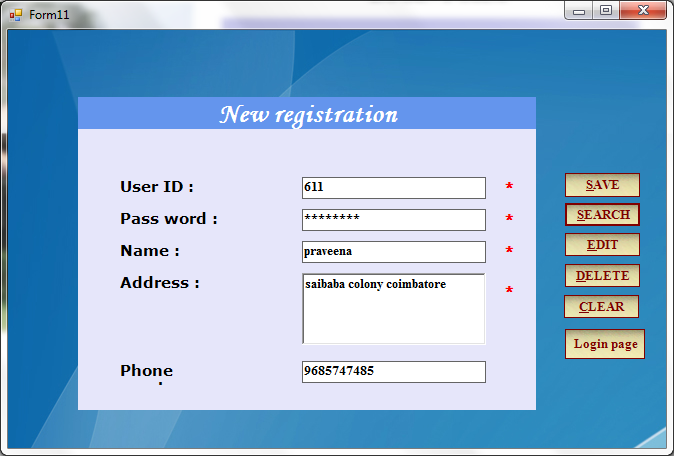 Form11
New registration
User ID : 611 *
SAVE
Pass word : ******** *
SEARCH
Name : praveena *
EDIT
Address : saibaba colony coimbatore *
DELETE
CLEAR
Login page
Phone : 9685747485